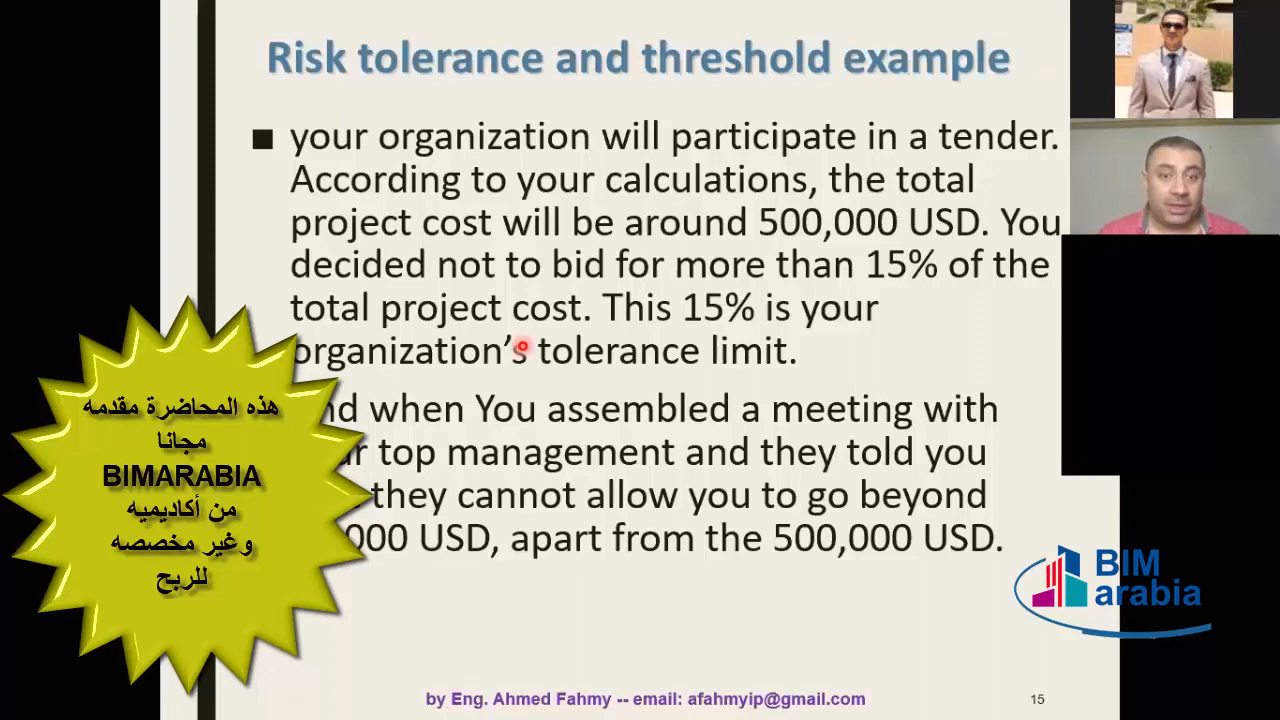 Risk tolerance and threshold example
your organization will participate in a tender.
According to your calculations, the total
project cost will be around 500,000 USD. You
decided not to bid for more than 15% of the
total project cost. This 15% is your
organization's tolerance limit.
when You assembled a meeting with
top management and they told you
they cannot allow you to go beyond
000 USD, apart from the 500,000 USD.
هذه المحاضرة مقدمه
مجانا
BIMARABIA
من أكاديميه
وغير مخصصه
للربح
BIM
arabia
by Eng. Ahmed Fahmy -- email: afahmyip@gmail.com
15